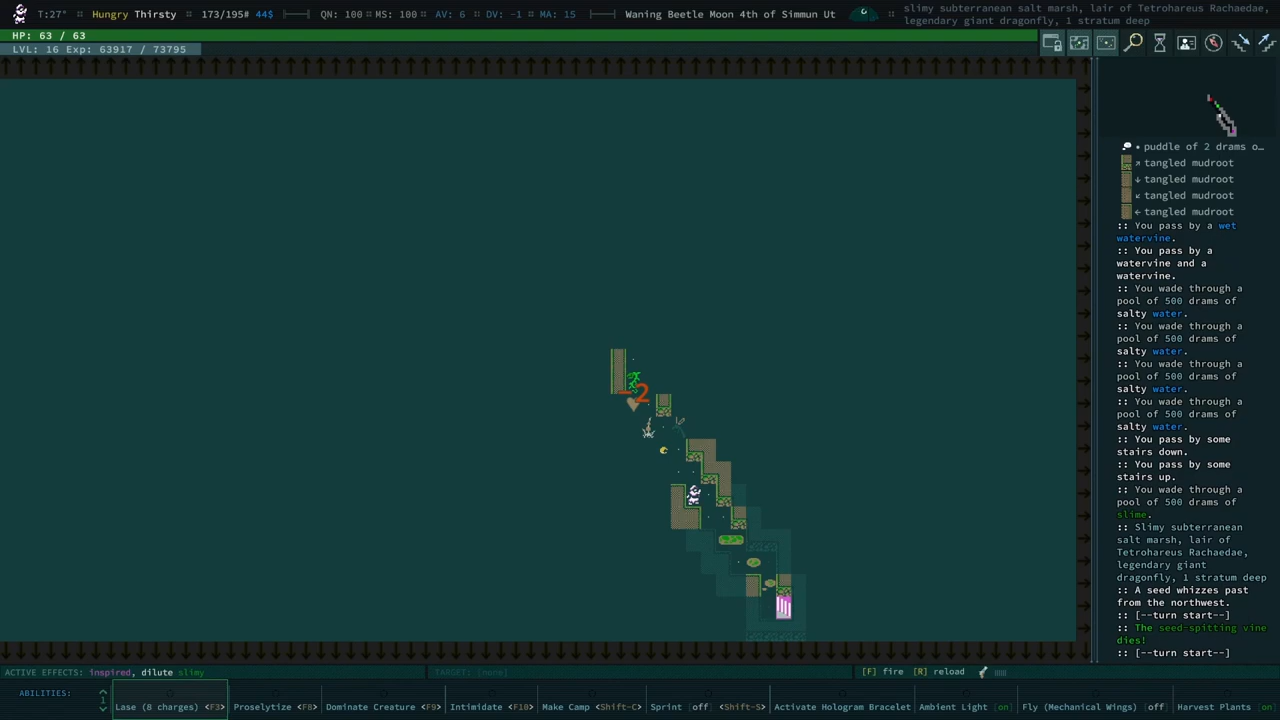 T:27° Hungry Thirsty 173/195# 44$ QN: 100 MS: 100 AV: 6 DV: -1 MA: 15 Waning Beetle Moon 4th of Simmun Ut
slimy subterranean salt marsh, lair of Tetrohareus Rachaedae,
legendary giant dragonfly, 1 stratum deep
HP: 63 / 63
LVL: 16 Exp: 63917 / 73795
puddle of 2 drams o…
tangled mudroot
tangled mudroot
tangled mudroot
tangled mudroot
:: You pass by a wet
watervine.
:: You pass by a
watervine and a
watervine.
:: You wade through a
pool of 500 drams of
salty water.
:: You wade through a
pool of 500 drams of
salty water.
:: You wade through a
pool of 500 drams of
salty water.
:: You wade through a
pool of 500 drams of
salty water.
:: You pass by some
stairs down.
:: You pass by some
stairs up.
:: You wade through a
pool of 500 drams of
slime.
:: Slimy subterranean
salt marsh, lair of
Tetrohareus Rachaedae,
legendary giant
dragonfly, 1 stratum deep
:: A seed whizzes past
from the northwest.
:: [--turn start--]
:: The seed-spitting vine
dies!
:: [--turn start--]
-2
ACTIVE EFFECTS: inspired, dilute slimy
TARGET: [none]
[F] fire [R] reload
ABILITIES:
1
Lase (8 charges) <F3>
Proselytize <F8>
Dominate Creature <F9>
Intimidate <F10>
Make Camp <Shift-C>
Sprint [off] <Shift-S>
Activate Hologram Bracelet
Ambient Light [on]
Fly (Mechanical Wings) [off]
Harvest Plants [on]